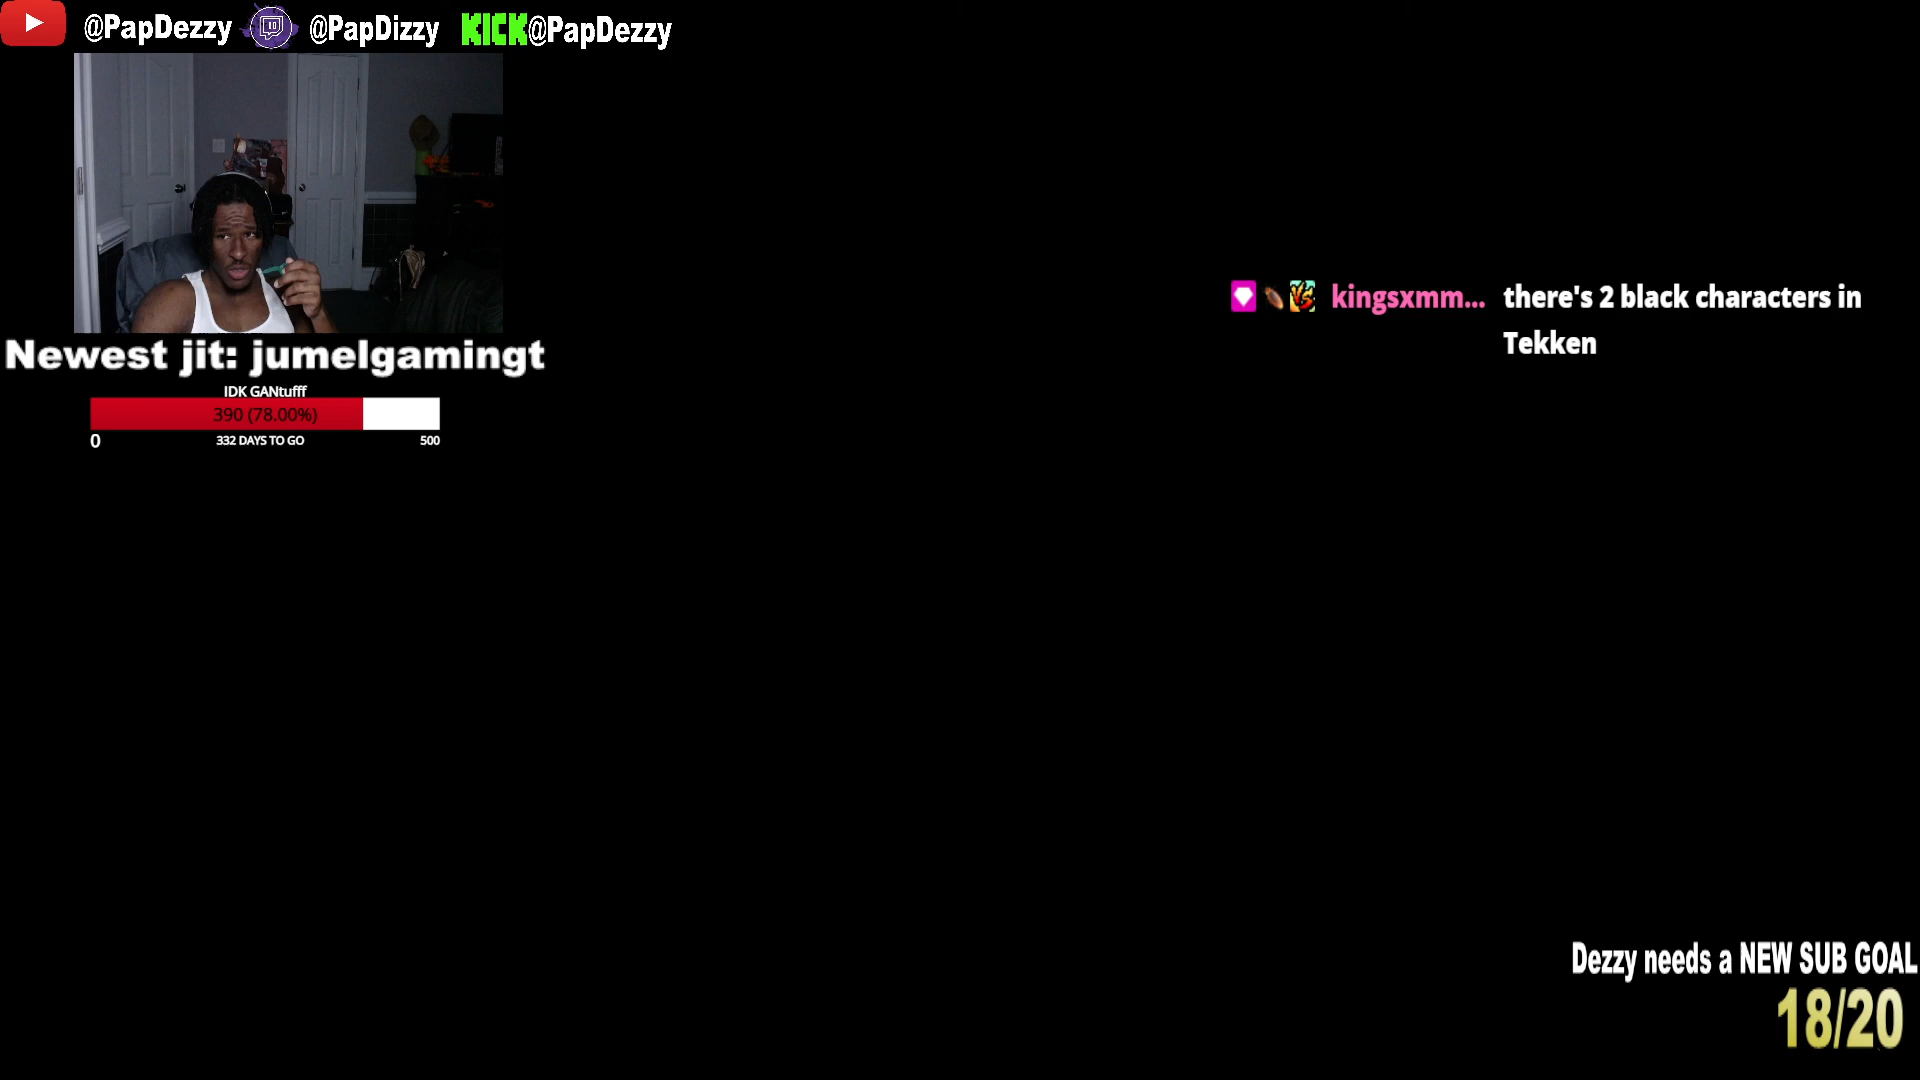 @PapDezzy @PapDizzy KICK@PapDezzy
Newest jit: jumelgamingt
IDK GANtufff
390 (78.00%)
0 332 DAYS TO GO 500
kingsxmm... there's 2 black characters in
Tekken
Dezzy needs a NEW SUB GOAL
18/20